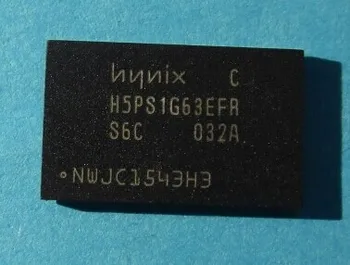 hynix C
H5PS1G63EFR
S6C 032A
NWJC1543H3